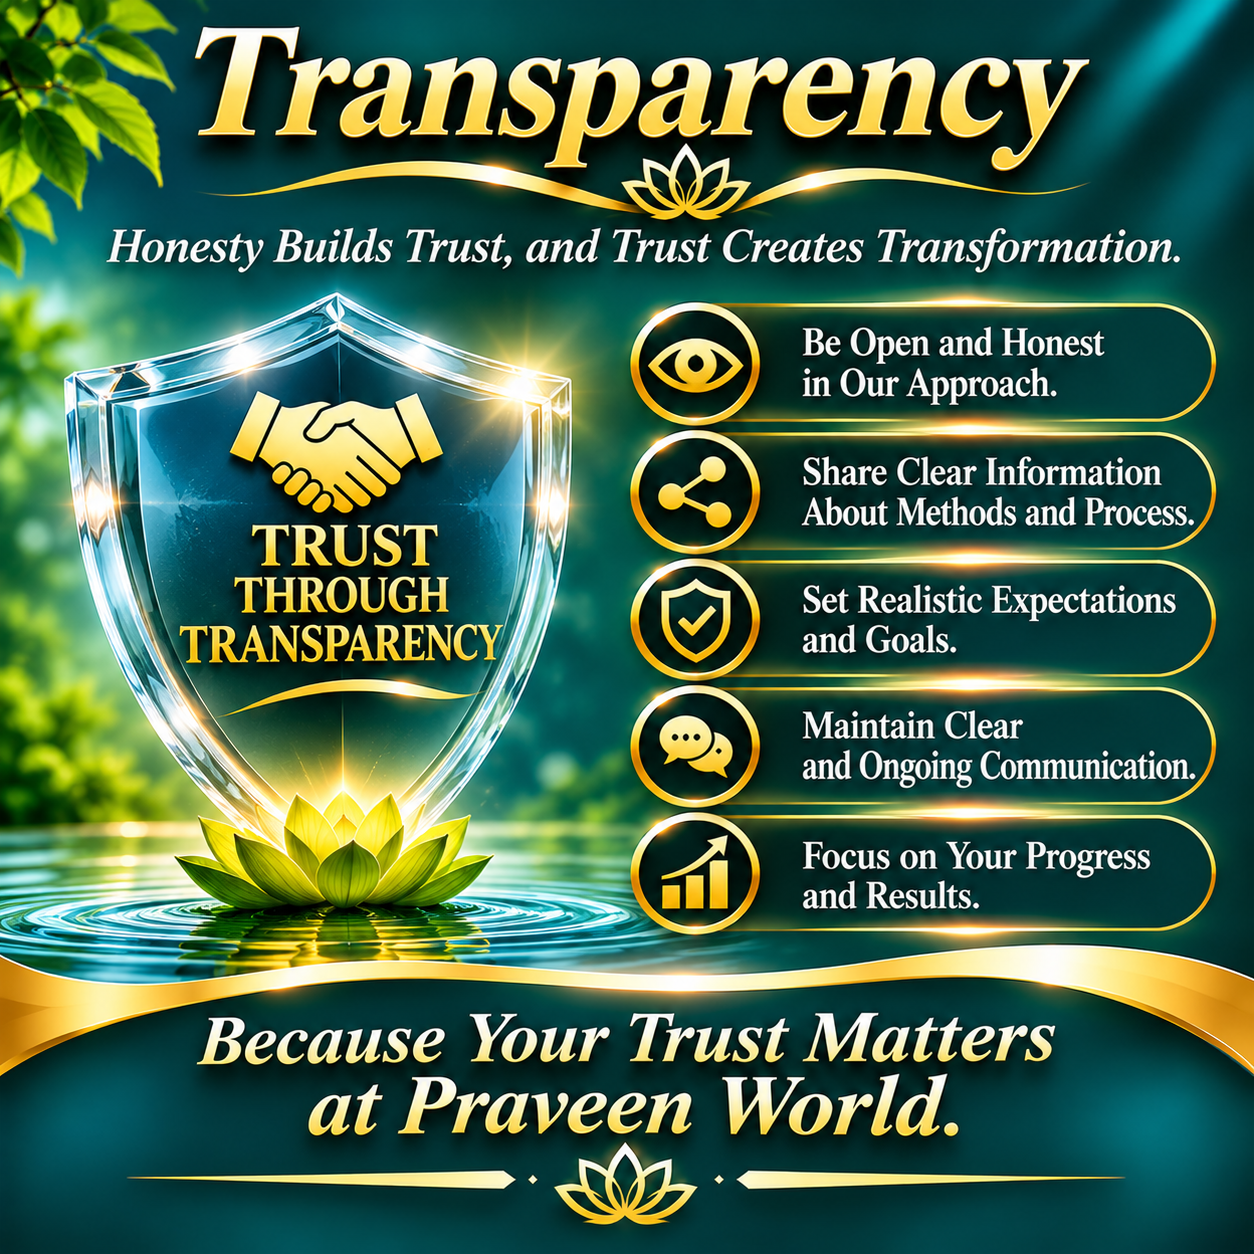 Transparency
Honesty Builds Trust, and Trust Creates Transformation.
TRUST
THROUGH
TRANSPARENCY
Be Open and Honest
in Our Approach.
Share Clear Information
About Methods and Process.
Set Realistic Expectations
and Goals.
Maintain Clear
and Ongoing Communication.
Focus on Your Progress
and Results.
Because Your Trust Matters
at Praveen World.